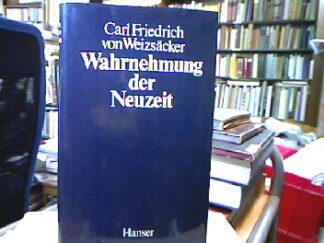 Carl Friedrich
von Weizsäcker
Wahrnehmung
der
Neuzeit
Hanser